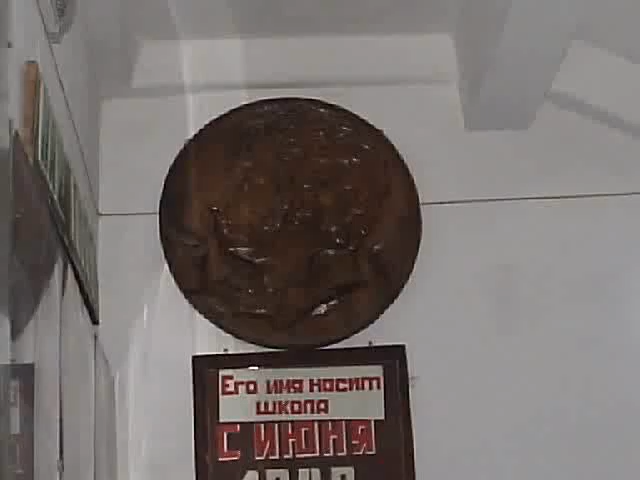 Его имя носит
школа
с июня